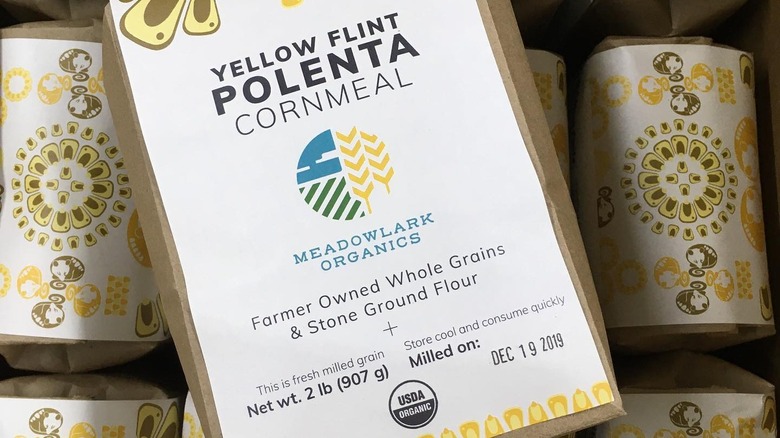 YELLOW FLINT
POLENTA
CORNMEAL
MEADOWLARK
ORGANICS
Farmer Owned Whole Grains
& Stone Ground Flour
+
This is fresh milled grain
Net wt. 2 lb (907 g)
Store cool and consume quickly
Milled on: DEC 19 2019
USDA
ORGANIC